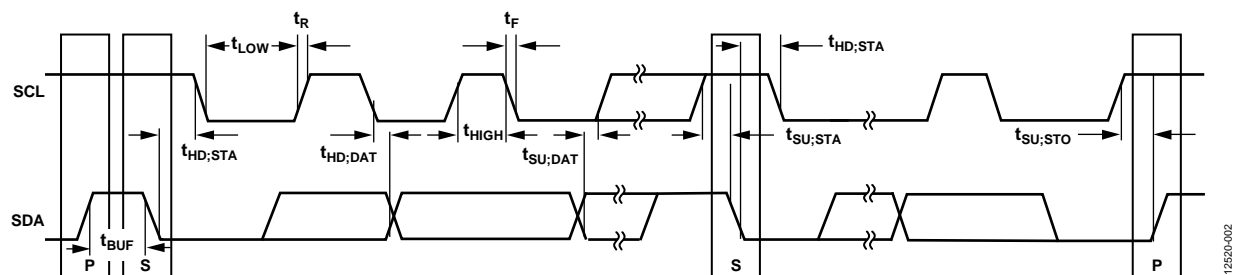 tR
tF
tLOW
tHD;STA
SCL
tHD;STA
tHD;DAT
tHIGH
tSU;DAT
tSU;STA
tSU;STO
SDA
tBUF
P
S
S
P
12520-002